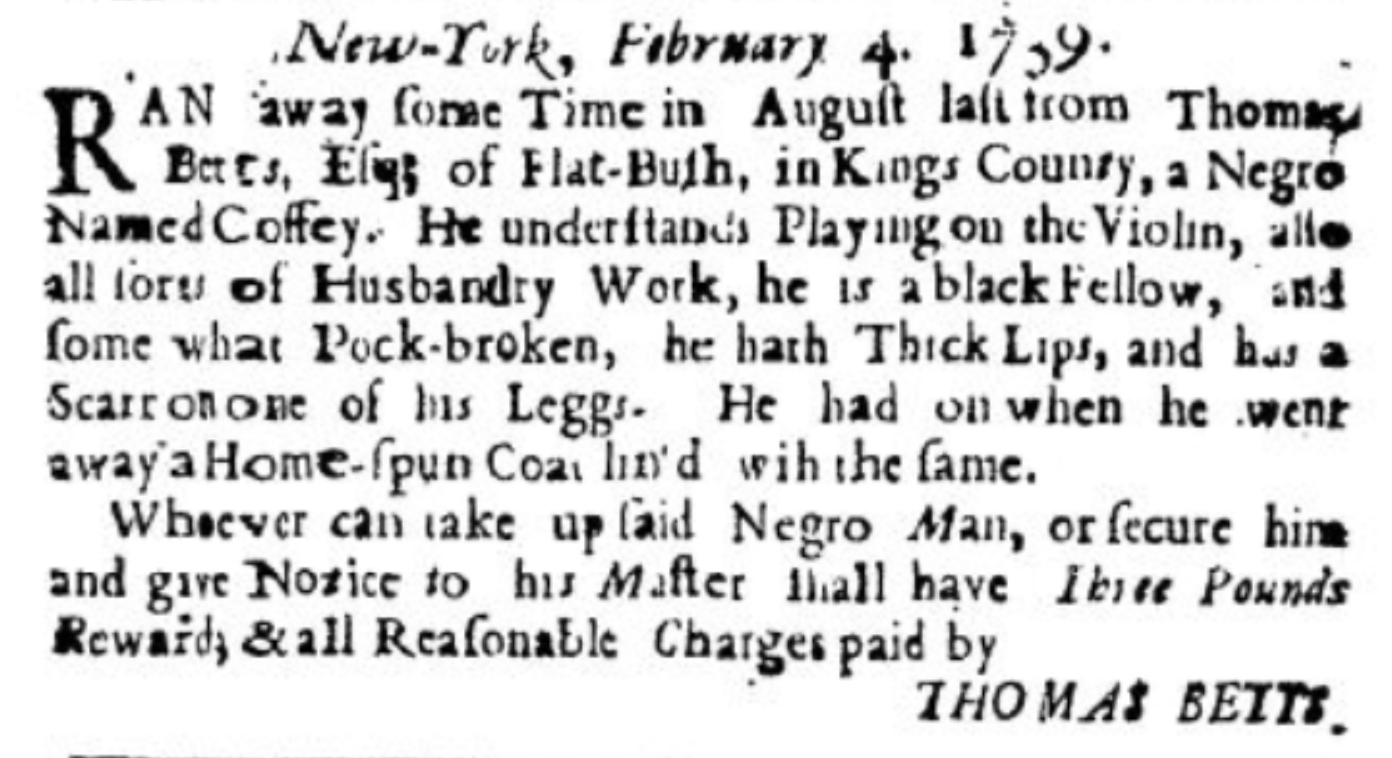 New-York, February 4. 1739.
RAN away ſome Time in Auguſt laſt from Thomas
Betts, Eſq; of Flat-Buſh, in Kings County, a Negro
Named Coffey. He underſtands Playing on the Violin, alſo
all ſorts of Husbandry Work, he is a black Fellow, and
ſome what Pock-broken, he hath Thick Lips, and has a
Scarr on one of his Leggs. He had on when he went
away a Home-ſpun Coat lin'd wih the ſame.
Whoever can take up ſaid Negro Man, or ſecure him
and give Notice to his Maſter ſhall have Three Pounds
Reward; & all Reaſonable Charges paid by
THOMAS BETTS.